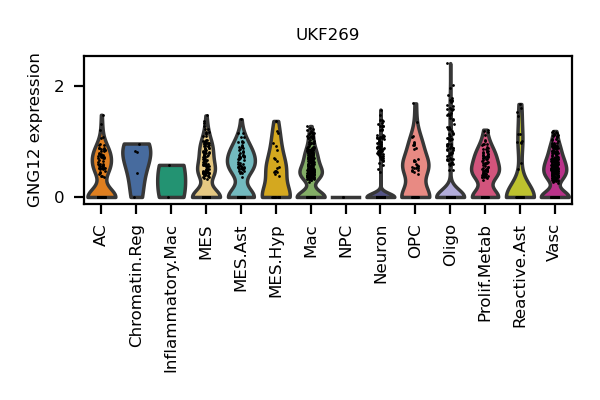 UKF269
GNG12 expression
2
0
AC
Chromatin.Reg
Inflammatory.Mac
MES
MES.Ast
MES.Hyp
Mac
NPC
Neuron
OPC
Oligo
Prolif.Metab
Reactive.Ast
Vasc